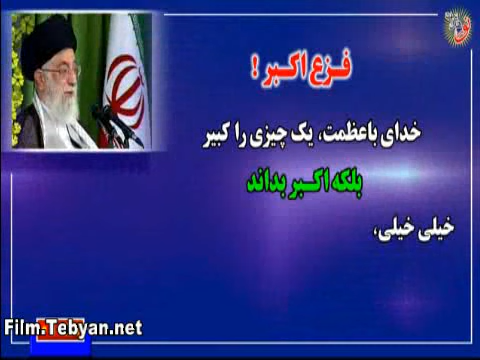 فزع اکبر !
خدای باعظمت، یک چیزی را کبیر
بلکه اکبر بداند
خیلی خیلی،
Film.Tebyan.net